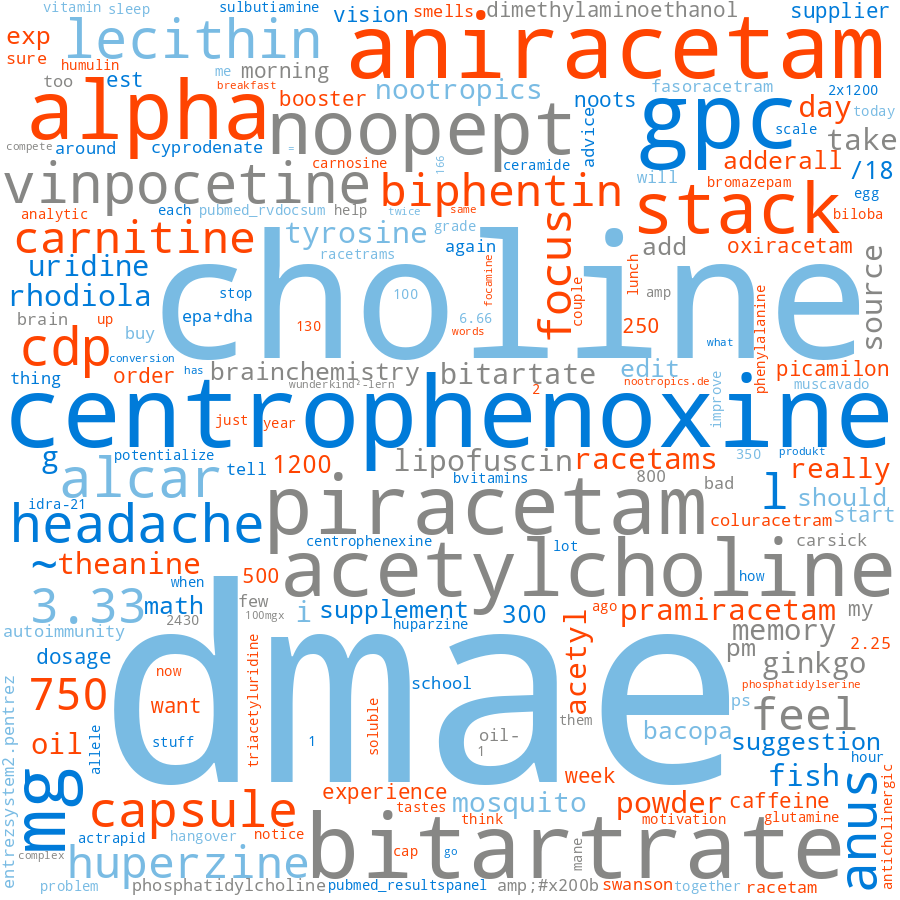 vitamin sleep sulbutiamine vision smells dimethylaminoethanol supplier
exp lecithin aniracetam
sure humulin me morning nootropics noots fasoracetram 2x1200
too est breakfast booster gpc day today
alpha noopept advice scale take
compete around cyprodenate = carnosine 166 ceramide will adderall /18
vinpocetine biphentin bromazepam egg
analytic each pubmed_rvdocsum help twice same grade stack biloba
carnitine tyrosine again focus add oxiracetam source
uridine racetrams focamine couple lunch
rhodiola stop 100 amp
brain up epa+dha 130 choline 6.66 words 250 phenylalanine
cdp buy conversion has what
thing order brainchemistry bitartate edit picamilon
wunderkind²-lern 2 nootropics.de improve muscavado
centrophenoxine
just year
g potentialize tell 1200 lipofuscin racetams 350 produkt really
alcar bvitamins 800 bad l should
idra-21 piracetam coluracetram start
headache centrophenexine lot carsick
~ theanine when 500 acetylcholine how
3.33 math few i supplement 300 acetyl ago pramiracetam my
2430 100mgx huparzine memory
autoimmunity pm 2.25
dosage now dmae school ginkgo
750 want phosphatidylserine
triacetyluridine soluble them ps feel
oil allele stuff 1 oil- 1 bacopa suggestion
entrezsystem2.pentrez mg week fish hour
capsule experience mosquito powder caffeine anus anticholinergic
tastes think motivation glutamine
actrapid hangover notice bitartrate
complex huperzine cap go mane
problem phosphatidylcholine pubmed_resultspanel amp;#x200b swanson together racetam